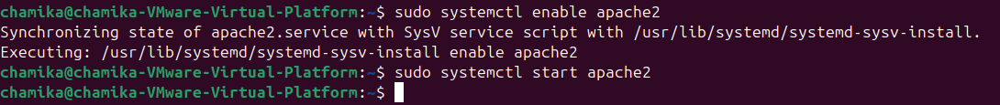 chamika@chamika-VMware-Virtual-Platform:~$ sudo systemctl enable apache2
Synchronizing state of apache2.service with SysV service script with /usr/lib/systemd/systemd-sysv-install.
Executing: /usr/lib/systemd/systemd-sysv-install enable apache2
chamika@chamika-VMware-Virtual-Platform:~$ sudo systemctl start apache2
chamika@chamika-VMware-Virtual-Platform:~$